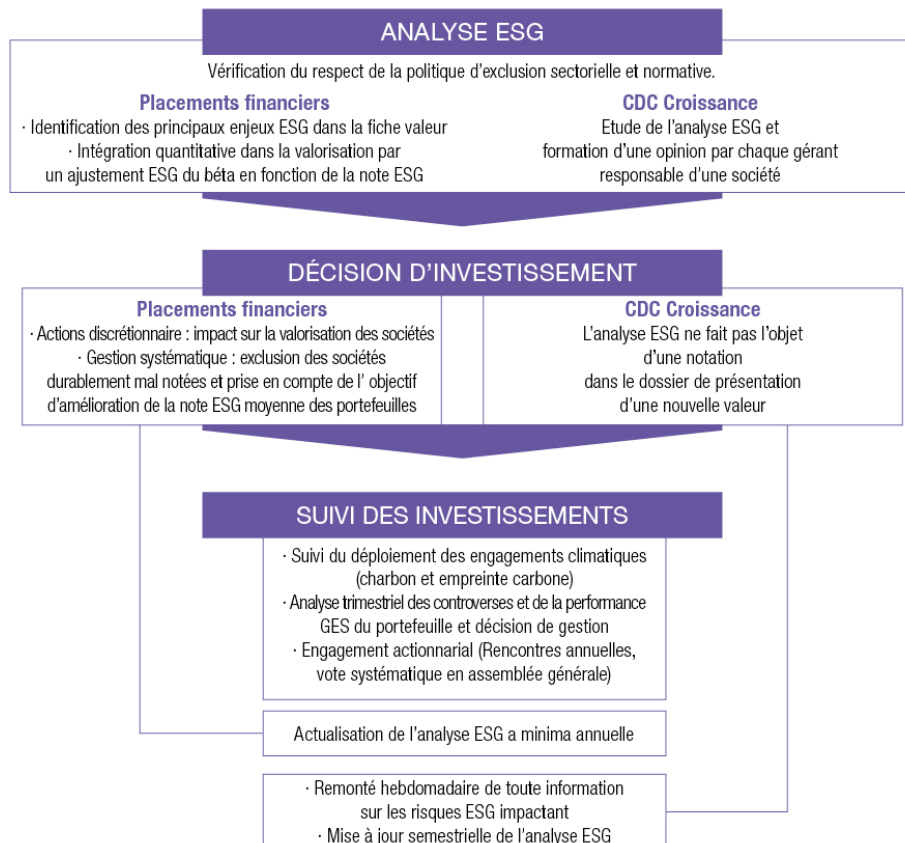 ANALYSE ESG
Vérification du respect de la politique d'exclusion sectorielle et normative.
Placements financiers
· Identification des principaux enjeux ESG dans la fiche valeur
· Intégration quantitative dans la valorisation par
un ajustement ESG du béta en fonction de la note ESG
CDC Croissance
Etude de l'analyse ESG et
formation d'une opinion par chaque gérant
responsable d'une société
DÉCISION D'INVESTISSEMENT
Placements financiers
· Actions discrétionnaire : impact sur la valorisation des sociétés
· Gestion systématique : exclusion des sociétés
durablement mal notées et prise en compte de l' objectif
d'amélioration de la note ESG moyenne des portefeuilles
CDC Croissance
L'analyse ESG ne fait pas l'objet
d'une notation
dans le dossier de présentation
d'une nouvelle valeur
SUIVI DES INVESTISSEMENTS
· Suivi du déploiement des engagements climatiques
(charbon et empreinte carbone)
· Analyse trimestriel des controverses et de la performance
GES du portefeuille et décision de gestion
· Engagement actionnarial (Rencontres annuelles,
vote systématique en assemblée générale)
Actualisation de l'analyse ESG a minima annuelle
· Remonté hebdomadaire de toute information
sur les risques ESG impactant
· Mise à jour semestrielle de l'analyse ESG